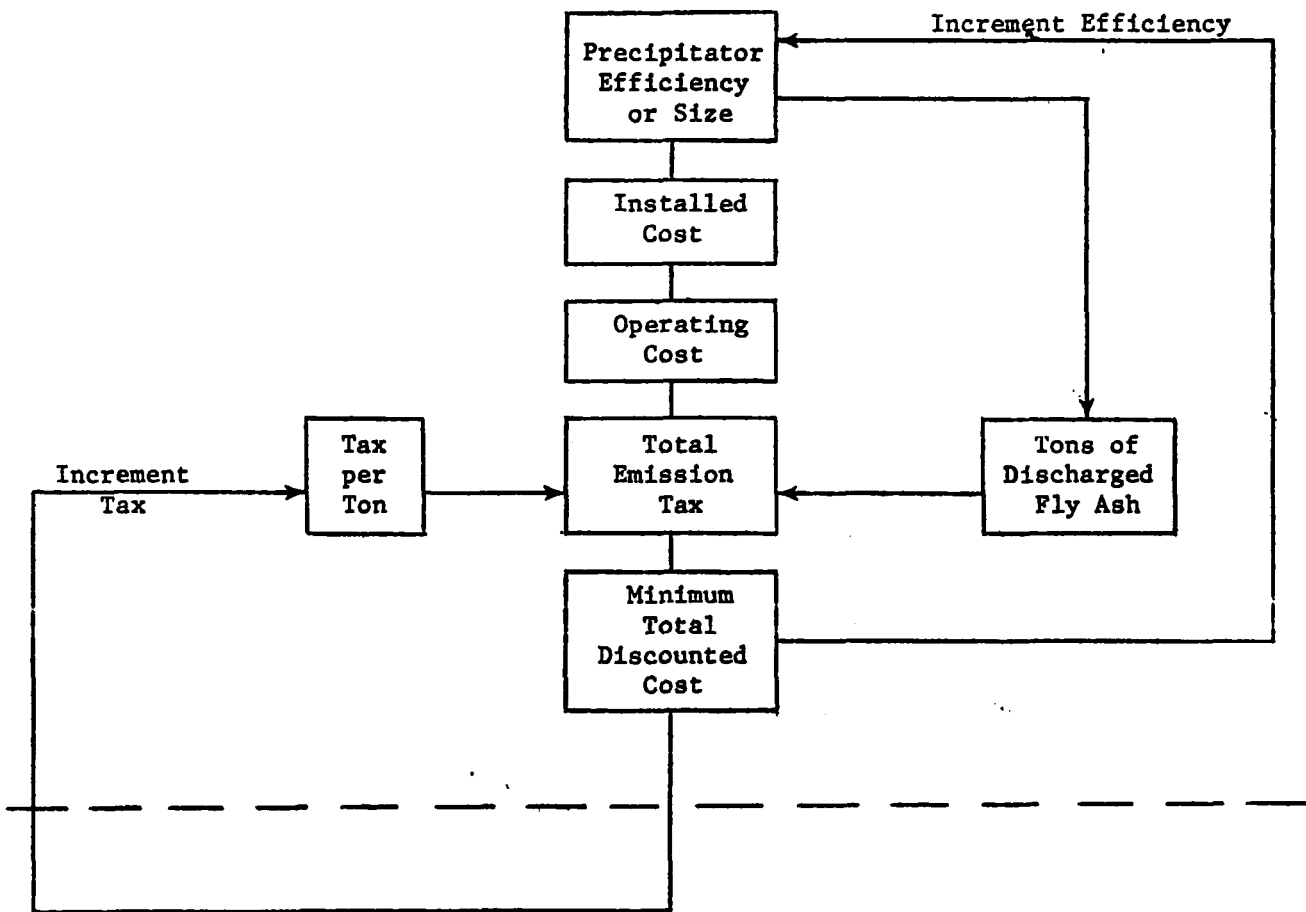 Increment Efficiency
Precipitator
Efficiency
or Size
Installed
Cost
Operating
Cost
Increment
Tax
Tax
per
Ton
Total
Emission
Tax
Tons of
Discharged
Fly Ash
Minimum
Total
Discounted
Cost